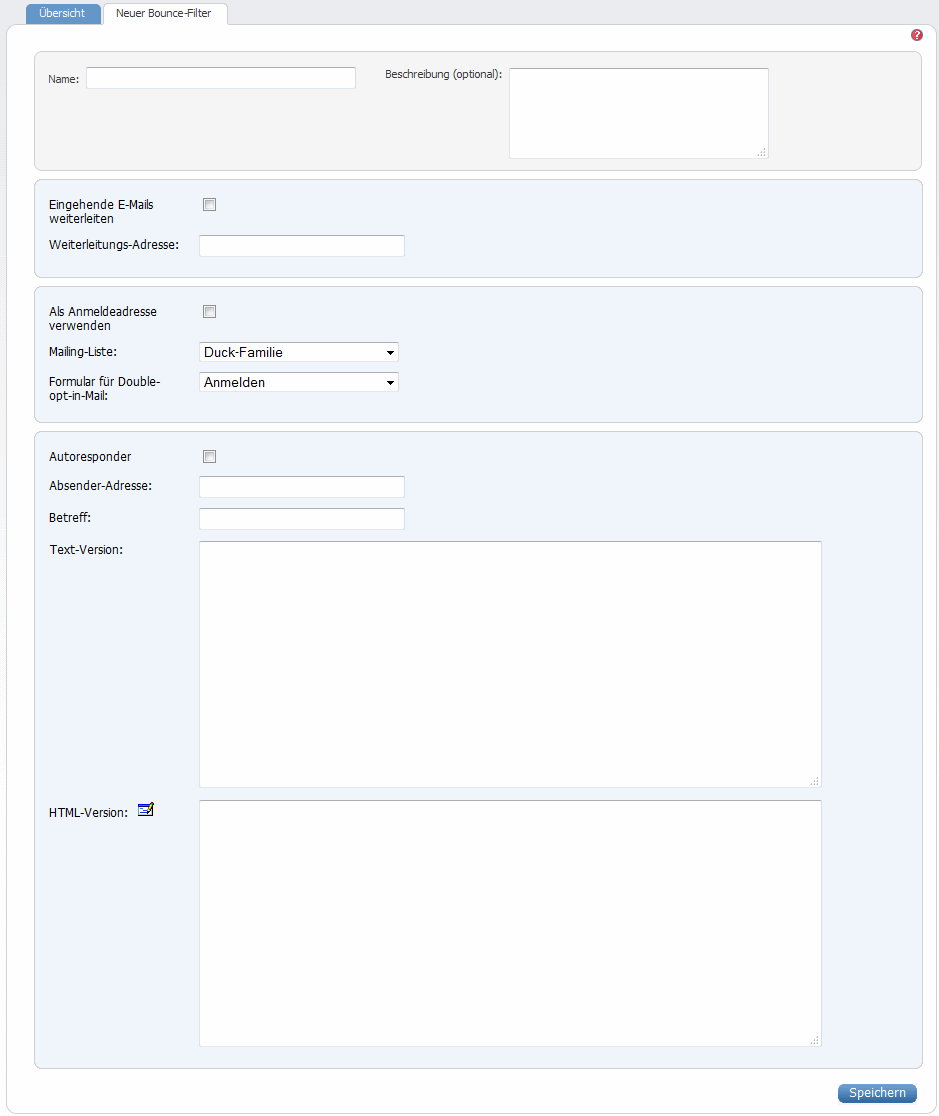 Übersicht
Neuer Bounce-Filter
?
Name:
Beschreibung (optional):
Eingehende E-Mails
weiterleiten
Weiterleitungs-Adresse:
Als Anmeldeadresse
verwenden
Mailing-Liste:
Duck-Familie
Formular für Double-
opt-in-Mail:
Anmelden
Autoresponder
Absender-Adresse:
Betreff:
Text-Version:
HTML-Version:
Speichern